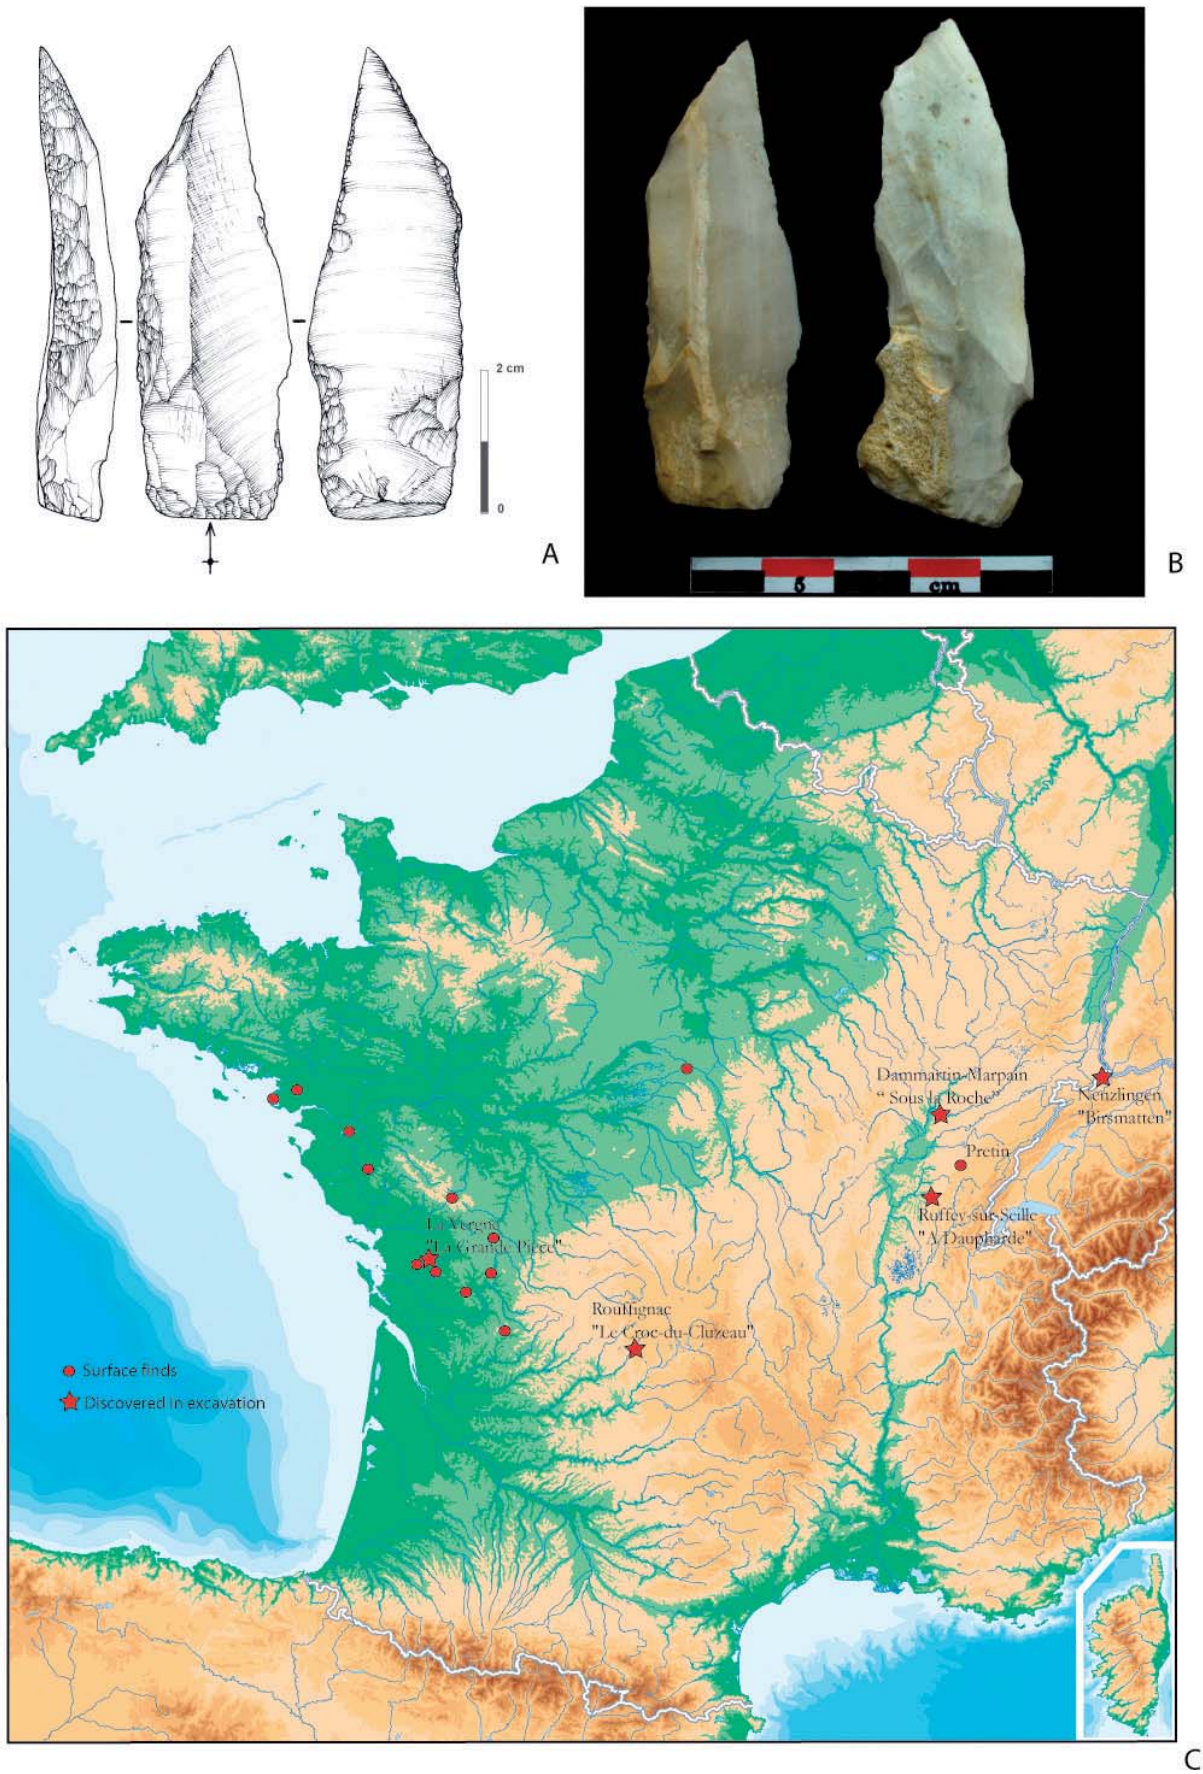 2 cm
0
A
5 cm
B
Dammartin-Marpain
“ Sous la Roche”
Nenzlingen
"Birsmatten"
Pretin
Ruffey-sur-Seille
"A Daupharde"
La Vergne
"La Grande Pièce"
Rouffignac
"Le Croc-du-Cluzeau"
Surface finds
Discovered in excavation
C